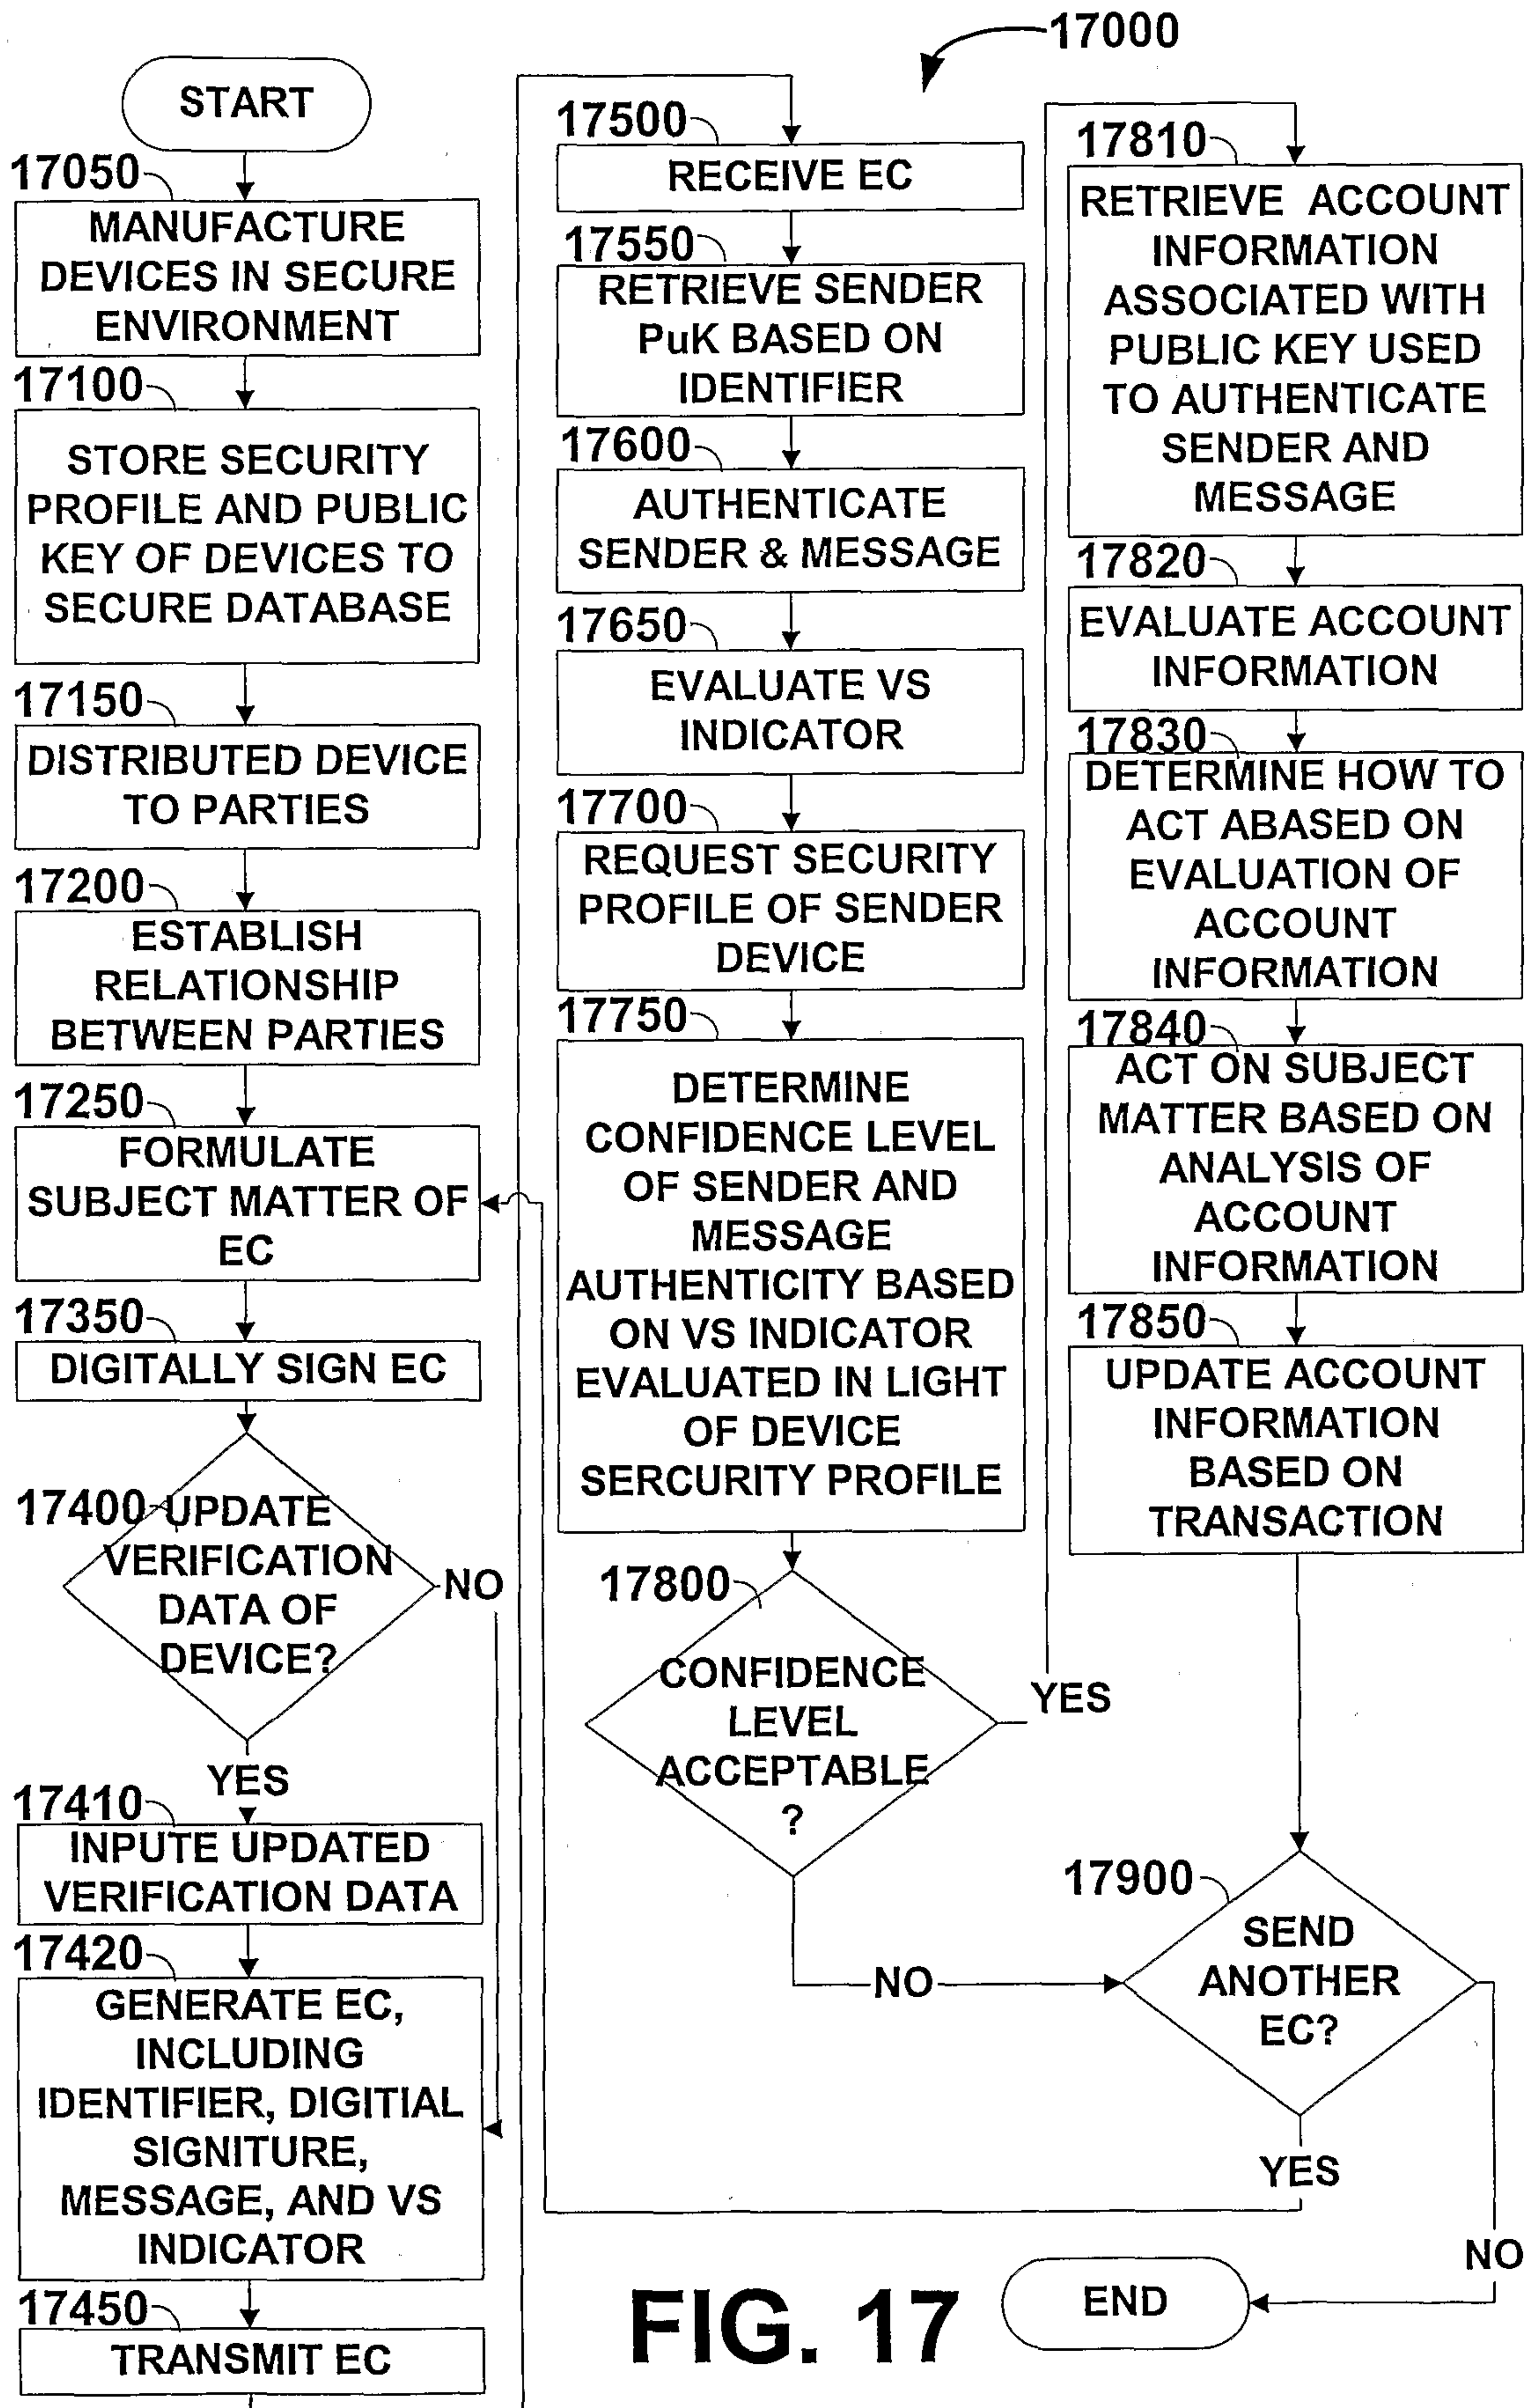 17000
START
17050
MANUFACTURE
DEVICES IN SECURE
ENVIRONMENT
17100
STORE SECURITY
PROFILE AND PUBLIC
KEY OF DEVICES TO
SECURE DATABASE
17150
DISTRIBUTED DEVICE
TO PARTIES
17200
ESTABLISH
RELATIONSHIP
BETWEEN PARTIES
17250
FORMULATE
SUBJECT MATTER OF
EC
17350
DIGITALLY SIGN EC
17400
UPDATE
VERIFICATION
DATA OF
DEVICE?
NO
YES
17410
INPUTE UPDATED
VERIFICATION DATA
17420
GENERATE EC,
INCLUDING
IDENTIFIER, DIGITIAL
SIGNITURE,
MESSAGE, AND VS
INDICATOR
17450
TRANSMIT EC
17500
RECEIVE EC
17550
RETRIEVE SENDER
PuK BASED ON
IDENTIFIER
17600
AUTHENTICATE
SENDER & MESSAGE
17650
EVALUATE VS
INDICATOR
17700
REQUEST SECURITY
PROFILE OF SENDER
DEVICE
17750
DETERMINE
CONFIDENCE LEVEL
OF SENDER AND
MESSAGE
AUTHENTICITY BASED
ON VS INDICATOR
EVALUATED IN LIGHT
OF DEVICE
SERCURITY PROFILE
17800
CONFIDENCE
LEVEL
ACCEPTABLE
?
YES
NO
17810
RETRIEVE ACCOUNT
INFORMATION
ASSOCIATED WITH
PUBLIC KEY USED
TO AUTHENTICATE
SENDER AND
MESSAGE
17820
EVALUATE ACCOUNT
INFORMATION
17830
DETERMINE HOW TO
ACT ABASED ON
EVALUATION OF
ACCOUNT
INFORMATION
17840
ACT ON SUBJECT
MATTER BASED ON
ANALYSIS OF
ACCOUNT
INFORMATION
17850
UPDATE ACCOUNT
INFORMATION
BASED ON
TRANSACTION
17900
SEND
ANOTHER
EC?
YES
NO
END
FIG. 17